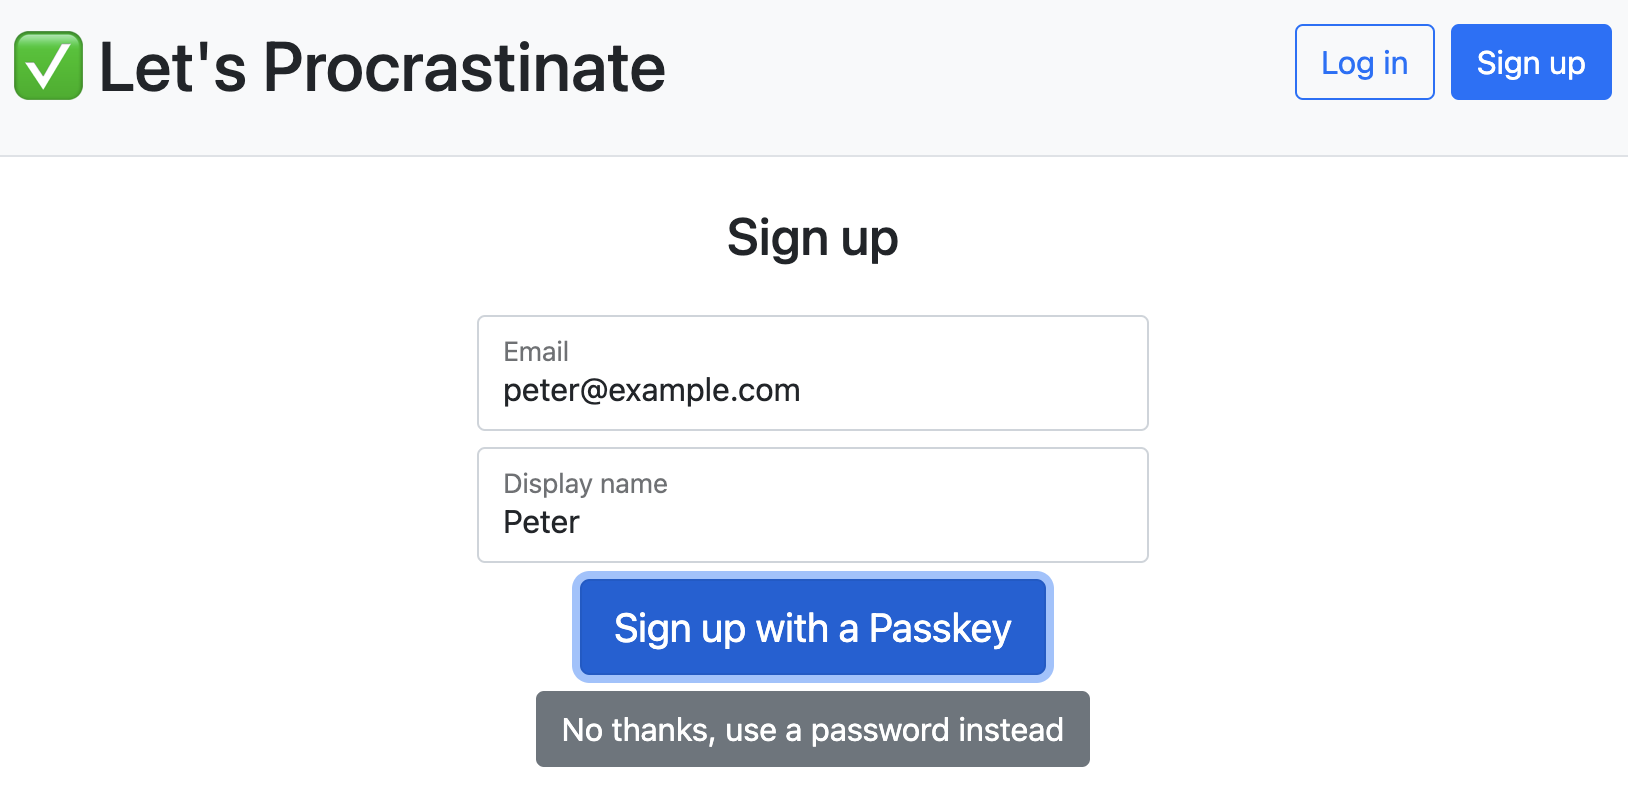 ✅ Let's Procrastinate
Log in
Sign up
Sign up
Email
peter@example.com
Display name
Peter
Sign up with a Passkey
No thanks, use a password instead